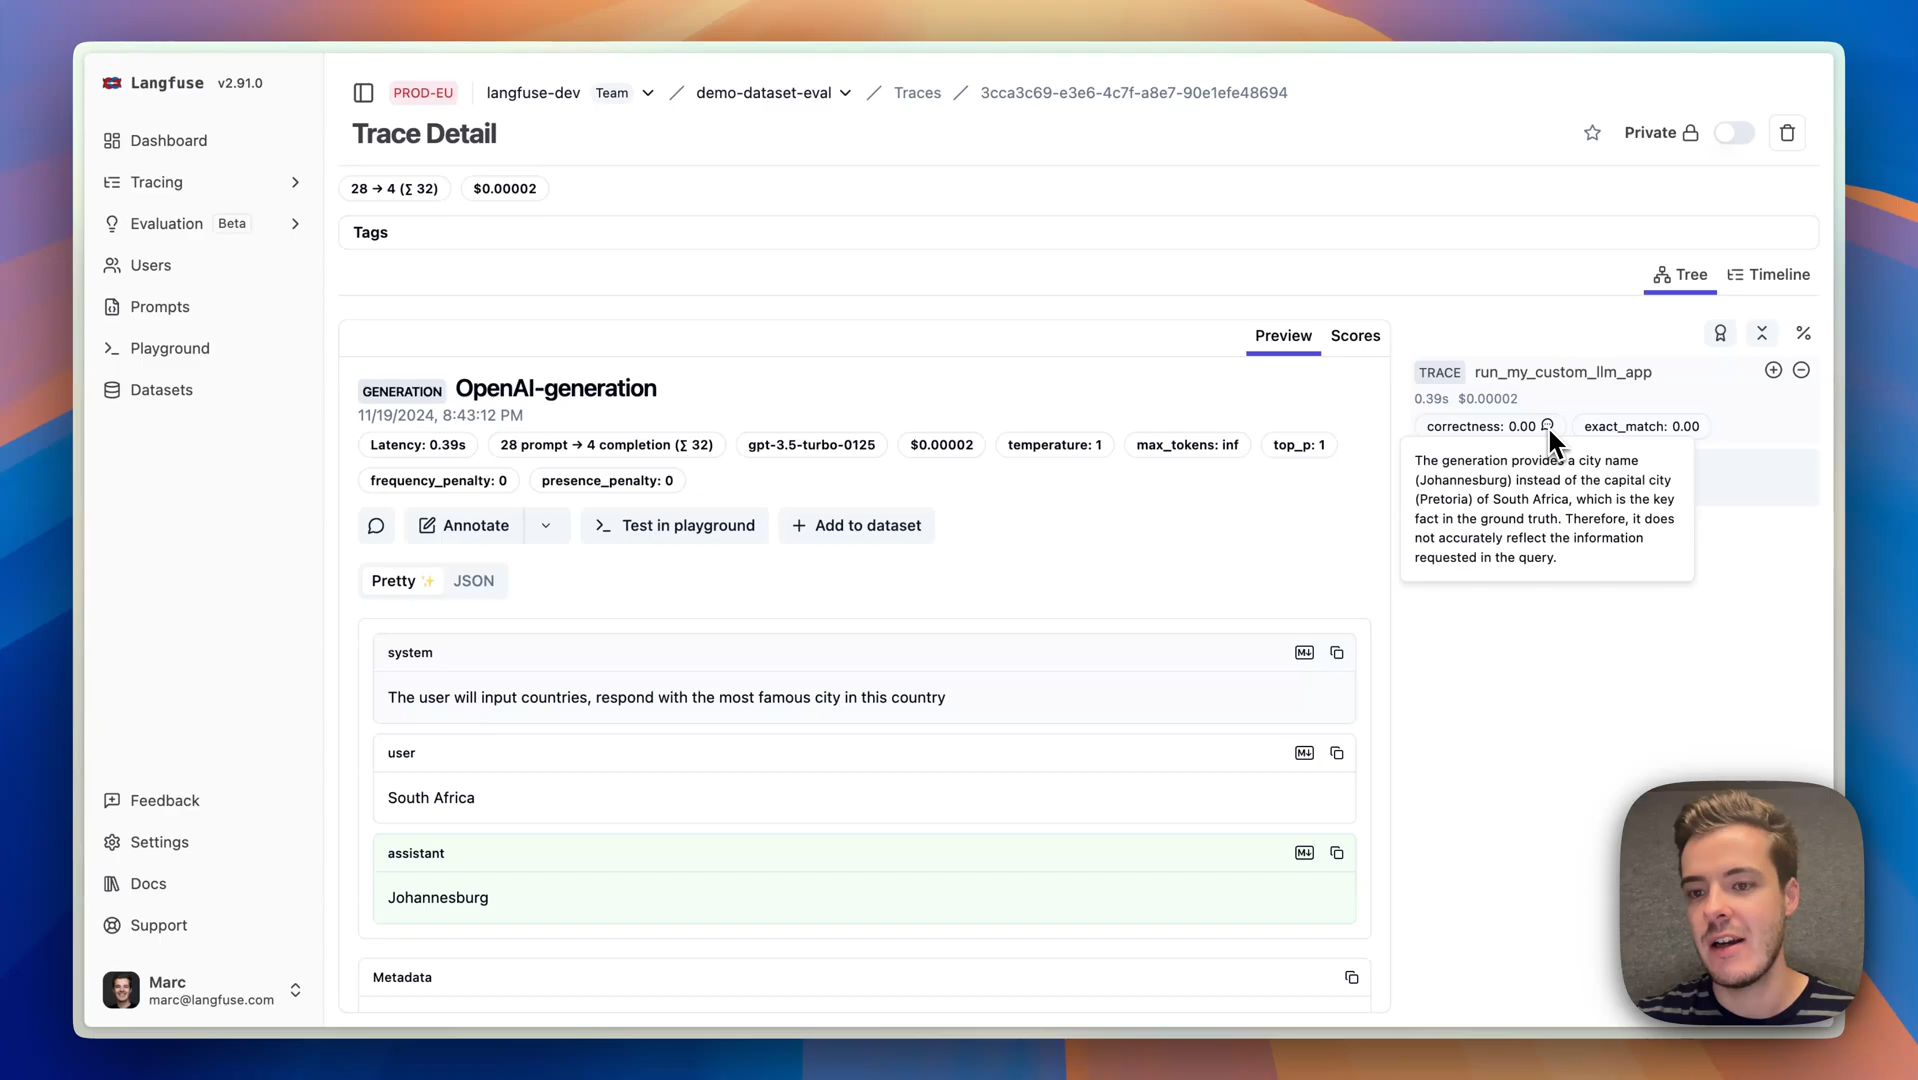 Langfuse v2.91.0
PROD-EU langfuse-dev Team / demo-dataset-eval / Traces / 3cca3c69-e3e6-4c7f-a8e7-90e1efe48694
Trace Detail
Private
Dashboard
Tracing
Evaluation Beta
Users
Prompts
Playground
Datasets
Feedback
Settings
Docs
Support
Marc
marc@langfuse.com
28 → 4 (∑ 32) $0.00002
Tags
Tree Timeline
Preview Scores
GENERATION OpenAI-generation
11/19/2024, 8:43:12 PM
Latency: 0.39s 28 prompt → 4 completion (∑ 32) gpt-3.5-turbo-0125 $0.00002 temperature: 1 max_tokens: inf top_p: 1
frequency_penalty: 0 presence_penalty: 0
Annotate Test in playground + Add to dataset
Pretty ✨ JSON
system
The user will input countries, respond with the most famous city in this country
user
South Africa
assistant
Johannesburg
Metadata
TRACE run_my_custom_llm_app
0.39s $0.00002
correctness: 0.00 exact_match: 0.00
The generation provides a city name
(Johannesburg) instead of the capital city
(Pretoria) of South Africa, which is the key
fact in the ground truth. Therefore, it does
not accurately reflect the information
requested in the query.